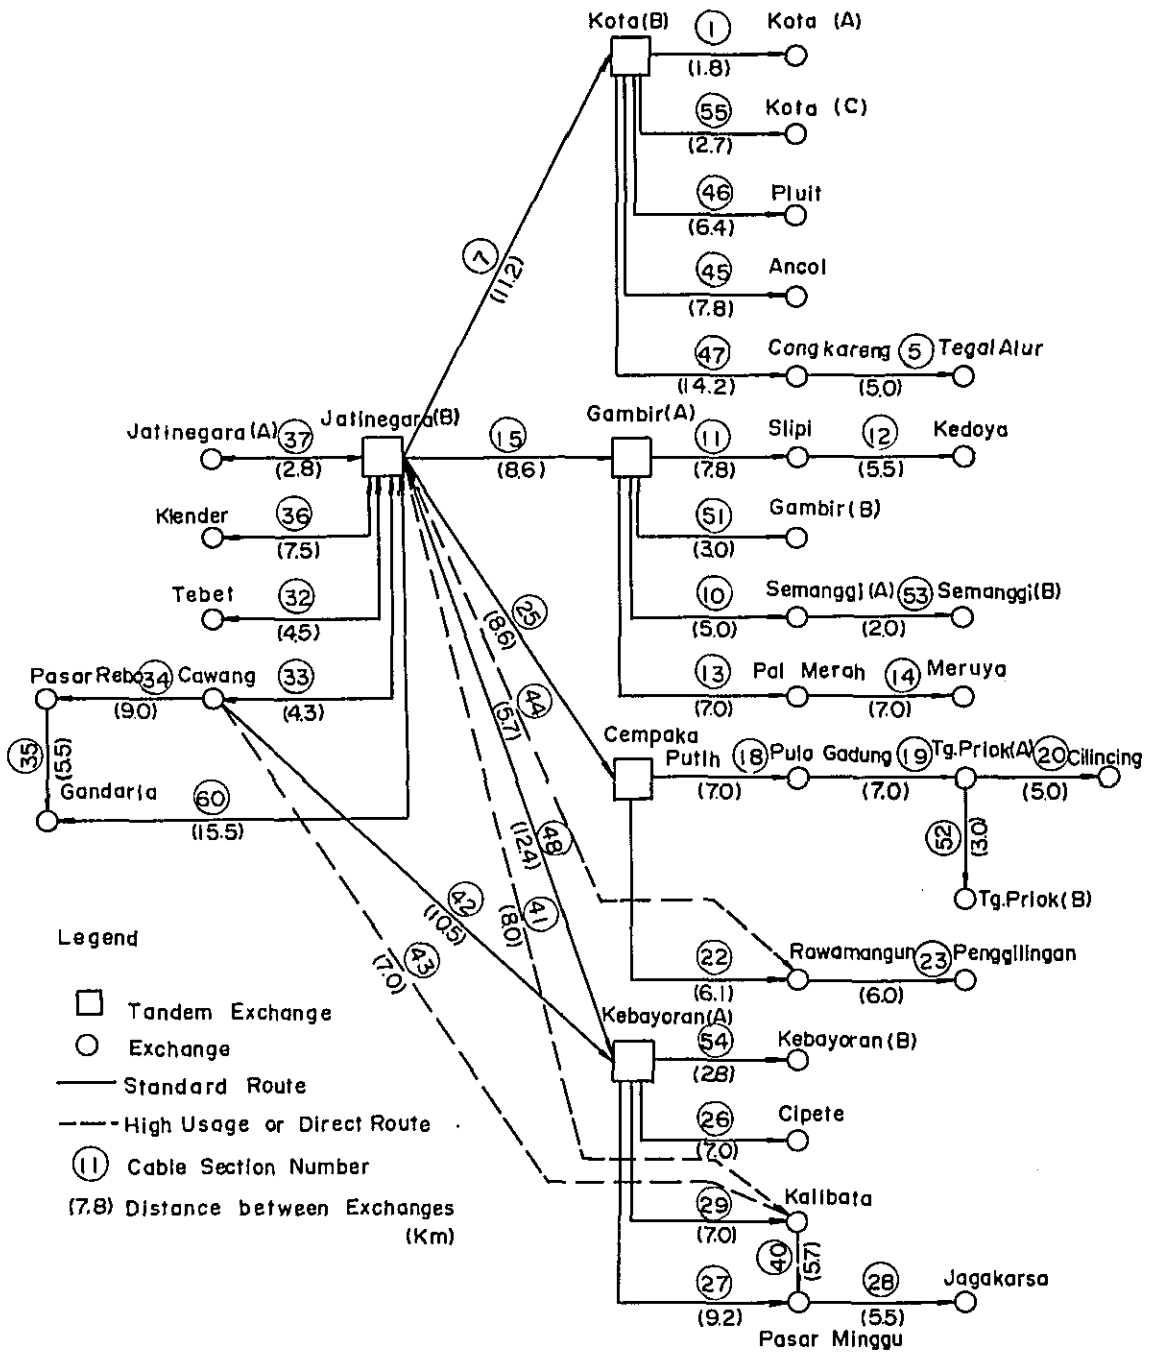 Kota(B) 1 Kota (A)
(1.8)
55 Kota (C)
(2.7)
46 Pluit
(6.4)
45 Ancol
(7.8)
7
(11.2)
47 Congkareng 5 Tegal Alur
(14.2) (5.0)
Jatinegara(A) 37 Jatinegara(B) 15 Gambir(A) 11 Slipi 12 Kedoya
(2.8) (8.6) (7.8) (5.5)
Klender 36 51 Gambir(B)
(7.5) (3.0)
Tebet 32 10 Semanggi(A) 53 Semanggi(B)
(4.5) (5.0) (2.0)
25
(8.6)
Pasar Rebo 34 Cawang 33 13 Pal Merah 14 Meruya
(9.0) (4.3) (7.0) (7.0)
44
(5.7)
35
(5.5)
Cempaka
Putih 18 Pulo Gadung 19 Tg.Priok(A) 20 Cilincing
(7.0) (7.0) (5.0)
Gandaria 60
(15.5)
52
(3.0)
48
(12.4)
Tg.Priok(B)
42
(10.5)
41
(8.0)
43
(7.0)
22 Rawamangun 23 Penggilingan
(6.1) (6.0)
Kebayoran(A) 54 Kebayoran(B)
(2.8)
26 Cipete
(7.0)
29 Kalibata
(7.0)
40
(5.7)
27 28 Jagakarsa
(9.2) (5.5)
Pasar Minggu
Legend
Tandem Exchange
Exchange
Standard Route
High Usage or Direct Route
11 Cable Section Number
(7.8) Distance between Exchanges
(Km)